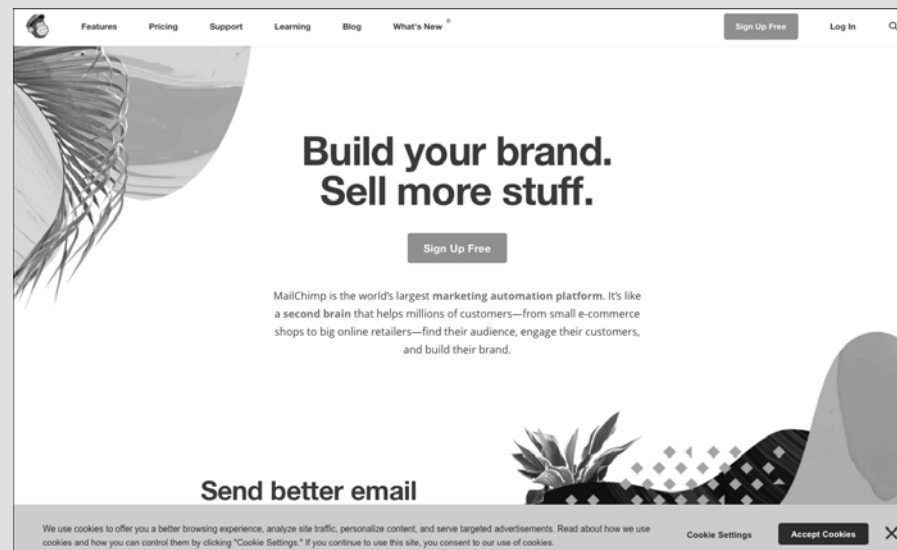 Features Pricing Support Learning Blog What's New Sign Up Free Log In
Build your brand.
Sell more stuff.
Sign Up Free
MailChimp is the world's largest marketing automation platform. It's like
a second brain that helps millions of customers—from small e-commerce
shops to big online retailers—find their audience, engage their customers,
and build their brand.
Send better email
We use cookies to offer you a better browsing experience, analyze site traffic, personalize content, and serve targeted advertisements. Read about how we use
cookies and how you can control them by clicking "Cookie Settings." If you continue to use this site, you consent to our use of cookies.
Cookie Settings
Accept Cookies